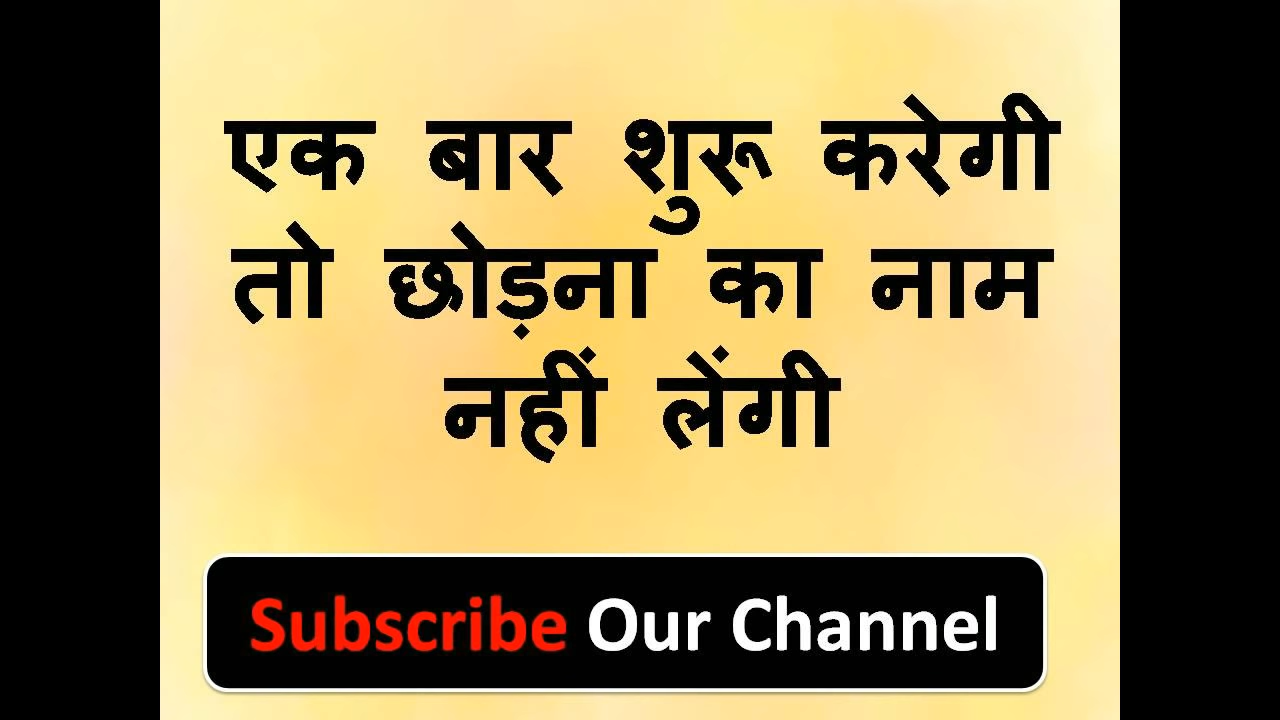 एक बार शुरू करेगी
तो छोड़ना का नाम
नहीं लेंगी
Subscribe Our Channel